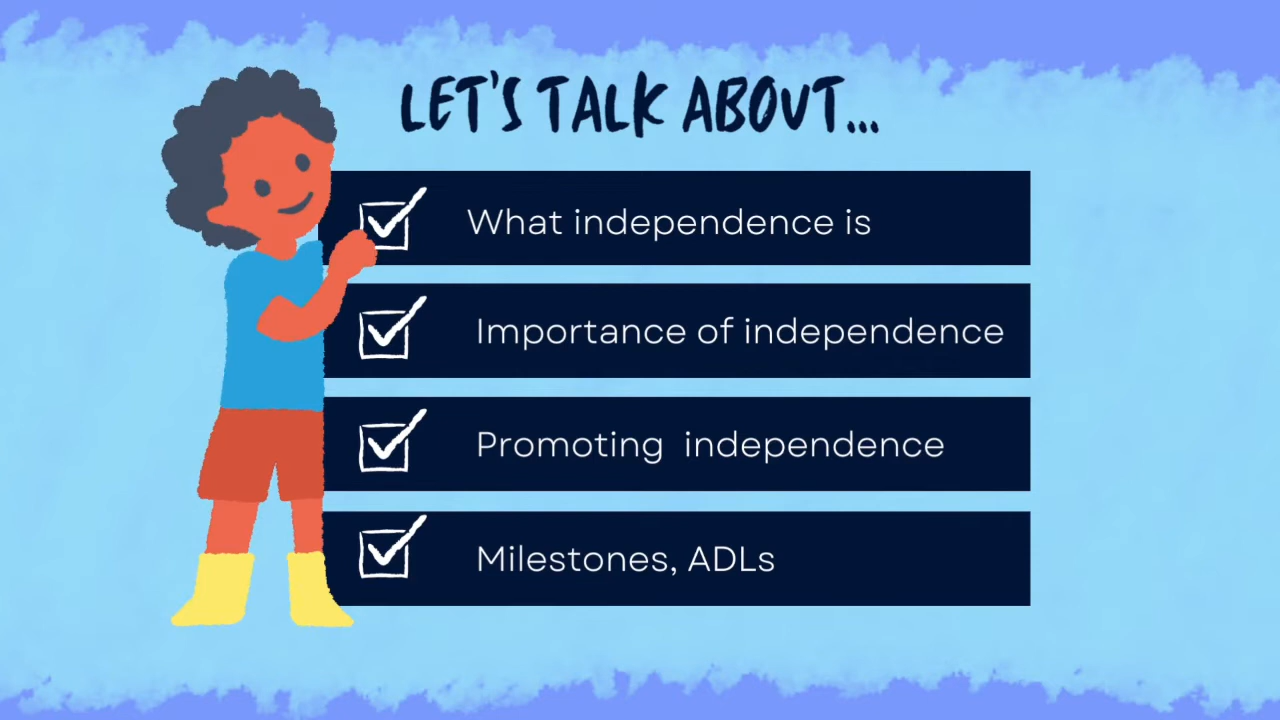 LET'S TALK ABOUT...
What independence is
Importance of independence
Promoting independence
Milestones, ADLs